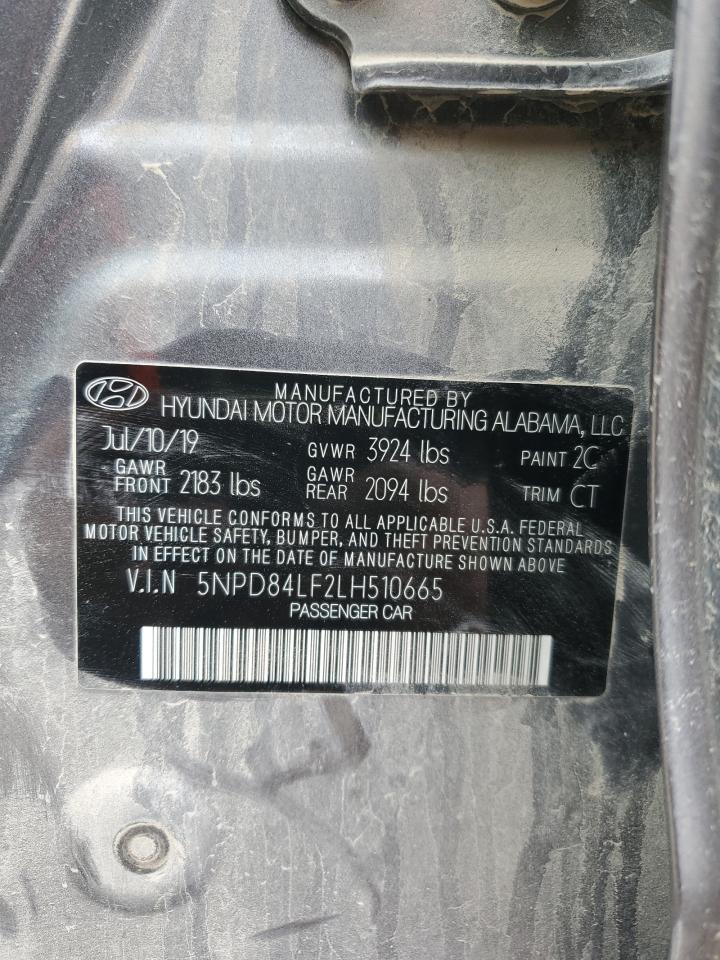 MANUFACTURED BY
HYUNDAI MOTOR MANUFACTURING ALABAMA, LLC
Jul/10/19 GVWR 3924 lbs PAINT 2C
GAWR FRONT 2183 lbs GAWR REAR 2094 lbs TRIM CT
THIS VEHICLE CONFORMS TO ALL APPLICABLE U.S.A. FEDERAL
MOTOR VEHICLE SAFETY, BUMPER, AND THEFT PREVENTION STANDARDS
IN EFFECT ON THE DATE OF MANUFACTURE SHOWN ABOVE.
V.I.N 5NPD84LF2LH510665
PASSENGER CAR